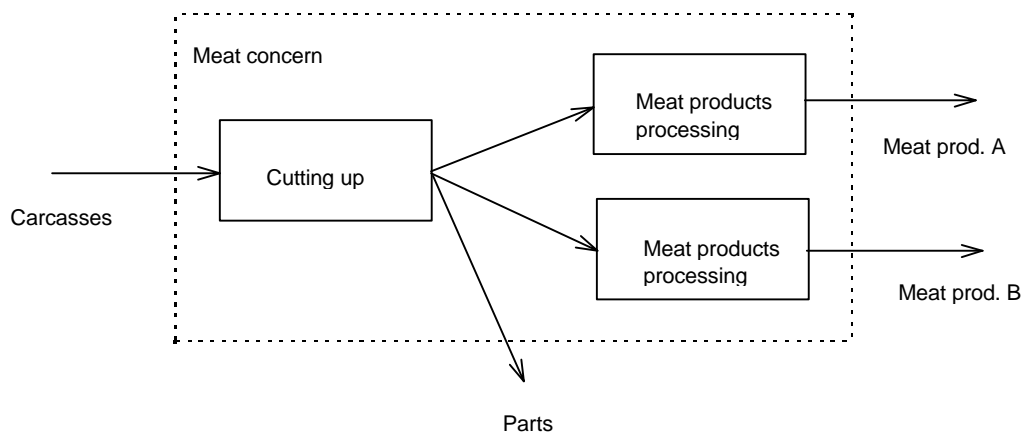 Meat concern
Meat products
processing
Meat prod. A
Cutting up
Carcasses
Meat products
processing
Meat prod. B
Parts